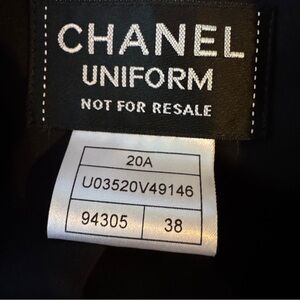 CHANEL
UNIFORM
NOT FOR RESALE
20A
U03520V49146
94305 38